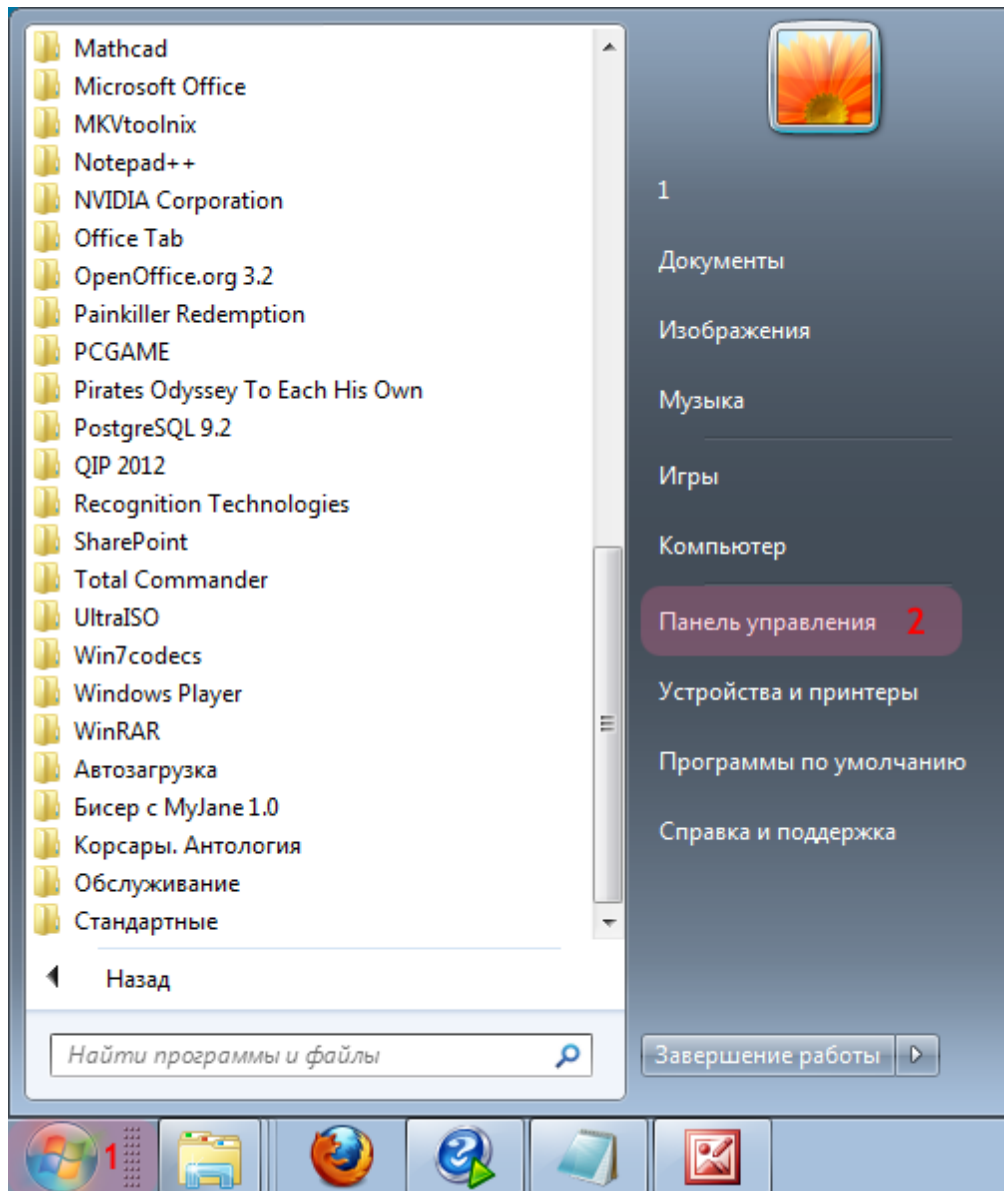 Mathcad
Microsoft Office
MKVtoolnix
Notepad++
NVIDIA Corporation
Office Tab
OpenOffice.org 3.2
Painkiller Redemption
PCGAME
Pirates Odyssey To Each His Own
PostgreSQL 9.2
QIP 2012
Recognition Technologies
SharePoint
Total Commander
UltraISO
Win7codecs
Windows Player
WinRAR
Автозагрузка
Бисер с MyJane 1.0
Корсары. Антология
Обслуживание
Стандартные
Назад
Найти программы и файлы
1
Документы
Изображения
Музыка
Игры
Компьютер
Панель управления 2
Устройства и принтеры
Программы по умолчанию
Справка и поддержка
Завершение работы
1